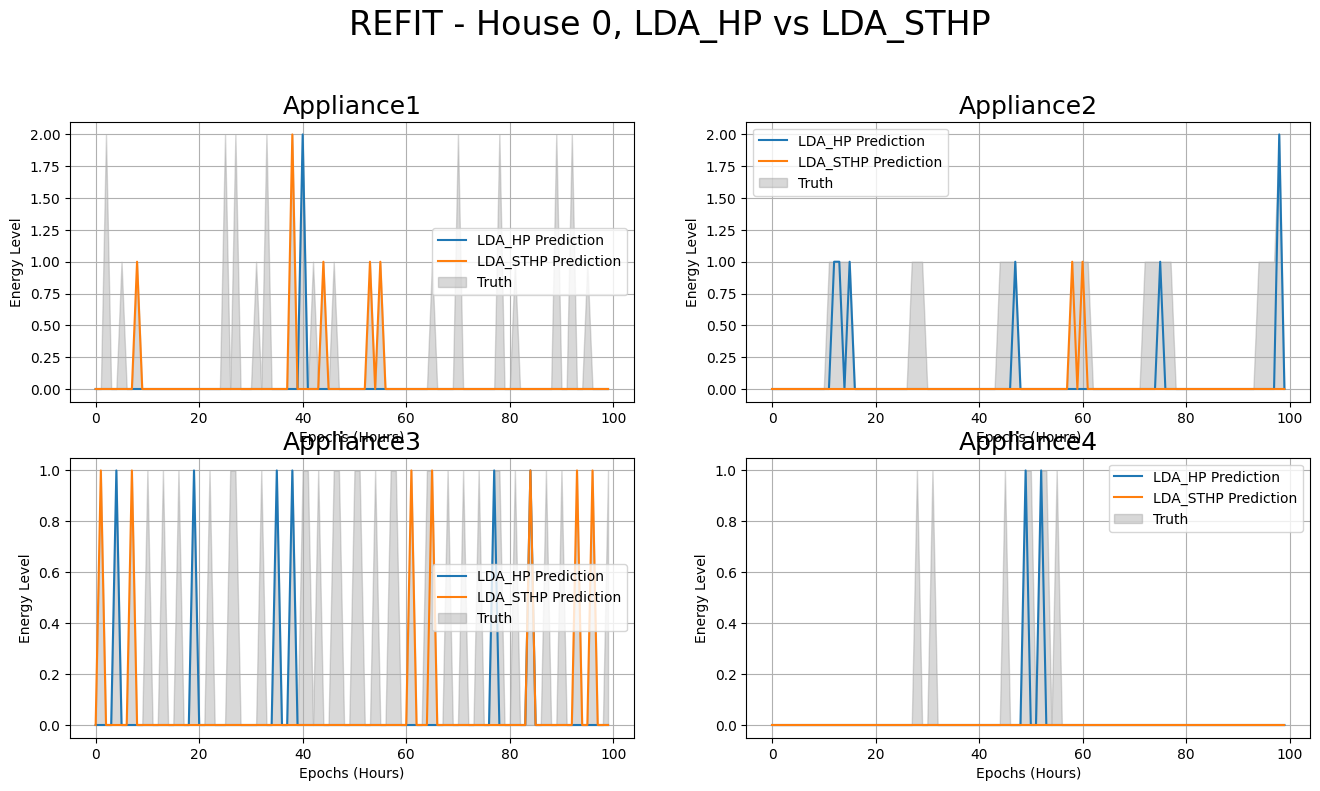 REFIT - House 0, LDA_HP vs LDA_STHP
Appliance1
Energy Level
2.00
1.75
1.50
1.25
1.00
0.75
0.50
0.25
0.00
LDA_HP Prediction
LDA_STHP Prediction
Truth
0 20 40 60 80 100
Epochs (Hours)
Appliance2
Energy Level
2.00
1.75
1.50
1.25
1.00
0.75
0.50
0.25
0.00
LDA_HP Prediction
LDA_STHP Prediction
Truth
0 20 40 60 80 100
Epochs (Hours)
Appliance3
Energy Level
1.0
0.8
0.6
0.4
0.2
0.0
LDA_HP Prediction
LDA_STHP Prediction
Truth
0 20 40 60 80 100
Epochs (Hours)
Appliance4
Energy Level
1.0
0.8
0.6
0.4
0.2
0.0
LDA_HP Prediction
LDA_STHP Prediction
Truth
0 20 40 60 80 100
Epochs (Hours)